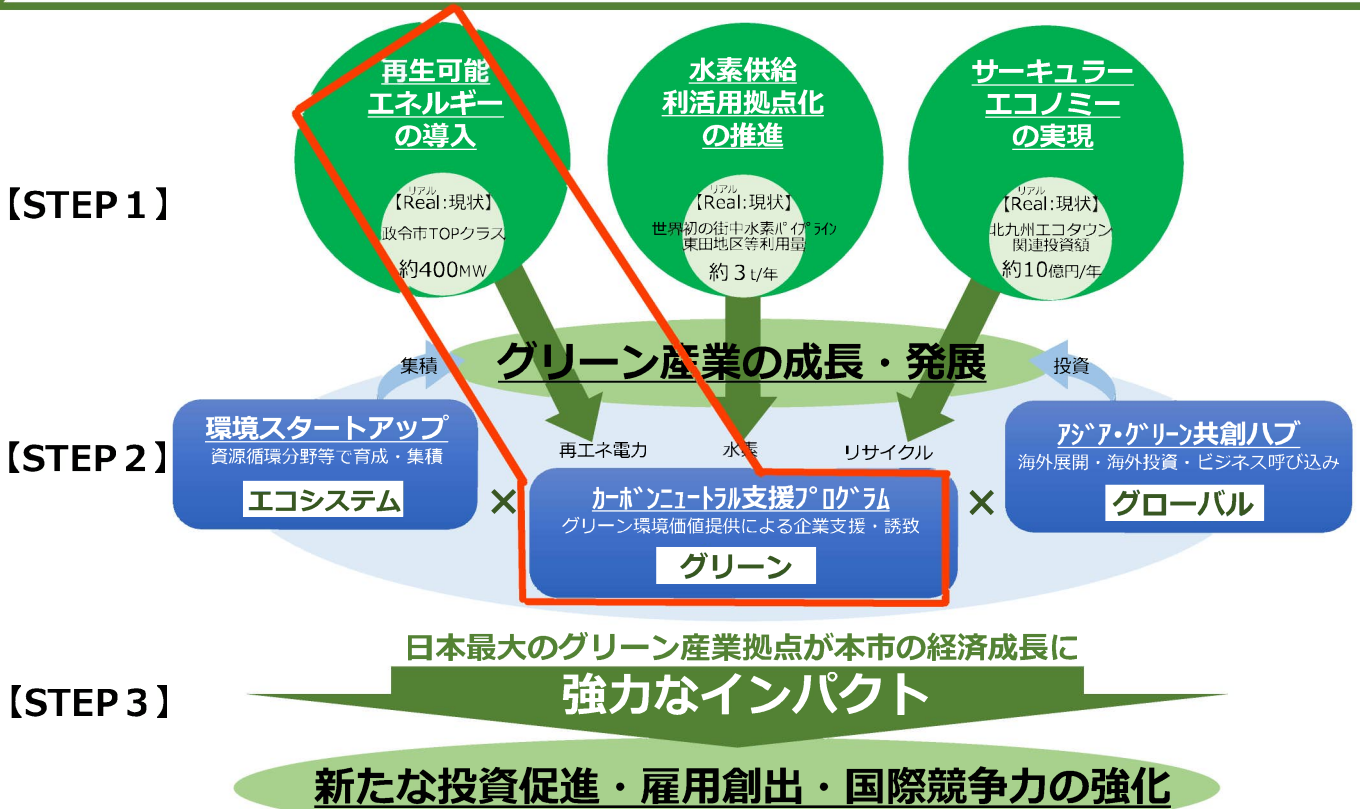 再生可能
エネルギー
の導入
水素供給
利活用拠点化
の推進
サーキュラー
エコノミー
の実現
【STEP１】
リアル
【Real:現状】
政令市TOPクラス
約400MW
リアル
【Real:現状】
世界初の街中水素ﾊﾟｲﾌﾟﾗｲﾝ
東田地区等利用量
約３t/年
リアル
【Real:現状】
北九州エコタウン
関連投資額
約10億円/年
グリーン産業の成長・発展
集積
投資
【STEP２】
環境スタートアップ
資源循環分野等で育成・集積
エコシステム
再エネ電力
水素
リサイクル
×
ｶｰﾎﾞﾝﾆｭｰﾄﾗﾙ支援ﾌﾟﾛｸﾞﾗﾑ
グリーン環境価値提供による企業支援・誘致
グリーン
×
ｱｼﾞｱ・ｸﾞﾘｰﾝ共創ハブ
海外展開・海外投資・ビジネス呼び込み
グローバル
【STEP３】
日本最大のグリーン産業拠点が本市の経済成長に
強力なインパクト
新たな投資促進・雇用創出・国際競争力の強化